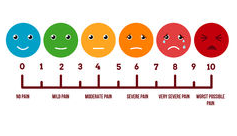 0 1 2 3 4 5 6 7 8 9 10
NO PAIN MILD PAIN MODERATE PAIN SEVERE PAIN VERY SEVERE PAIN WORST POSSIBLE
PAIN